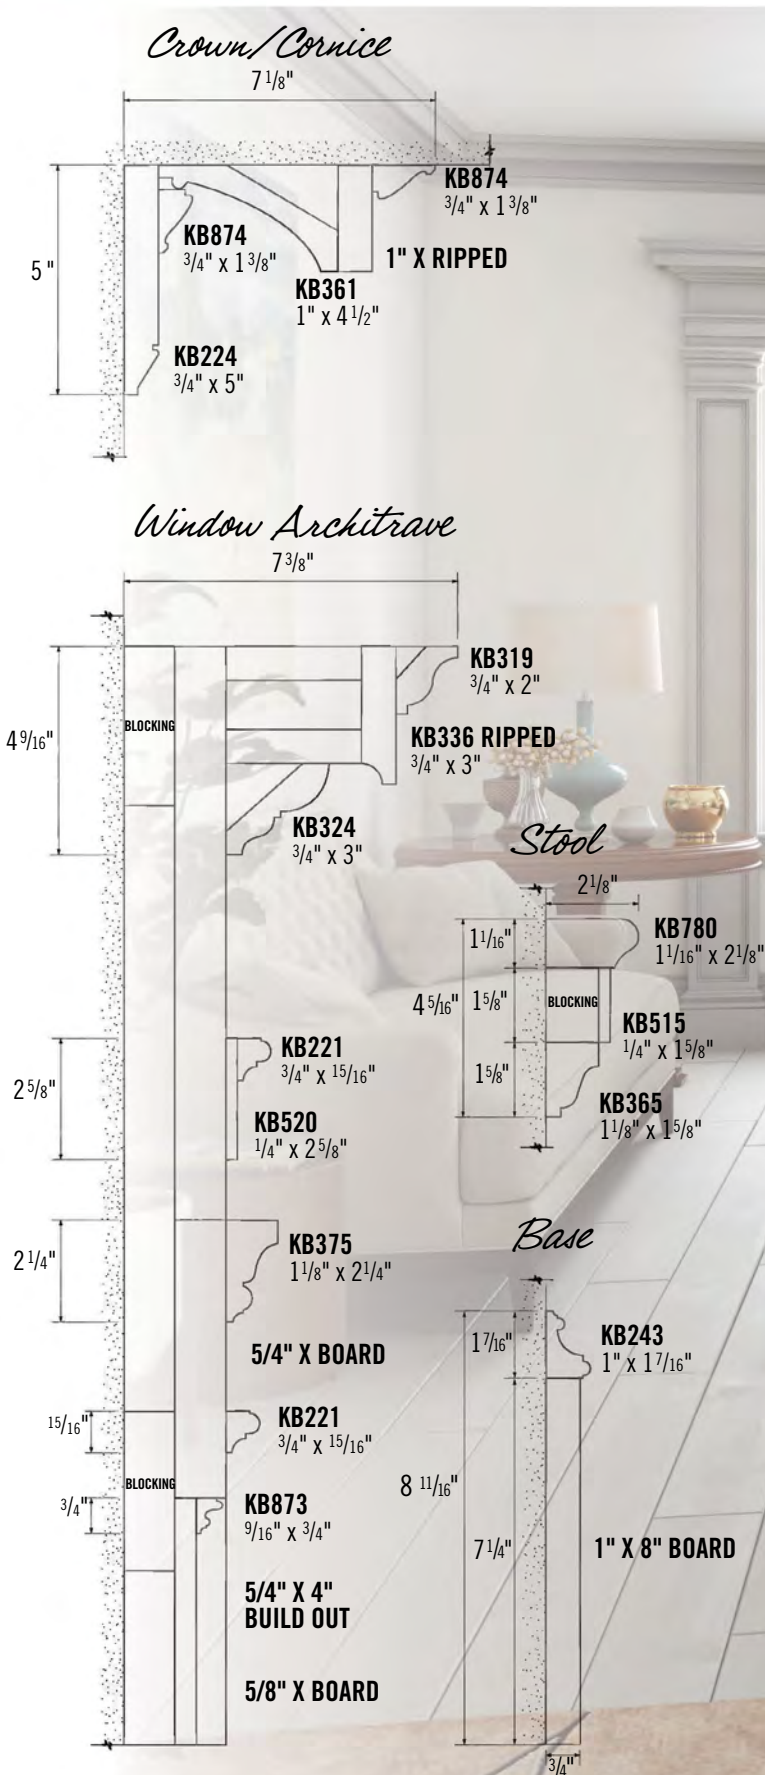 Crown/Cornice
7 1/8"
KB874
3/4" x 1 3/8"
KB874
3/4" x 1 3/8"
1" X RIPPED
5"
KB361
1" x 4 1/2"
KB224
3/4" x 5"
Window Architrave
7 3/8"
KB319
3/4" x 2"
BLOCKING
4 9/16"
KB336 RIPPED
3/4" x 3"
KB324
3/4" x 3"
Stool
2 1/8"
KB780
1 1/16" x 2 1/8"
1 1/16"
4 5/16"
1 5/8"
BLOCKING
KB515
1/4" x 1 5/8"
1 5/8"
KB365
1 1/8" x 1 5/8"
KB221
3/4" x 15/16"
2 5/8"
KB520
1/4" x 2 5/8"
KB375
1 1/8" x 2 1/4"
2 1/4"
5/4" X BOARD
KB221
3/4" x 15/16"
15/16"
BLOCKING
3/4"
KB873
9/16" x 3/4"
5/4" X 4"
BUILD OUT
5/8" X BOARD
Base
1 7/16"
KB243
1" x 1 7/16"
8 11/16"
7 1/4"
1" X 8" BOARD
3/4"